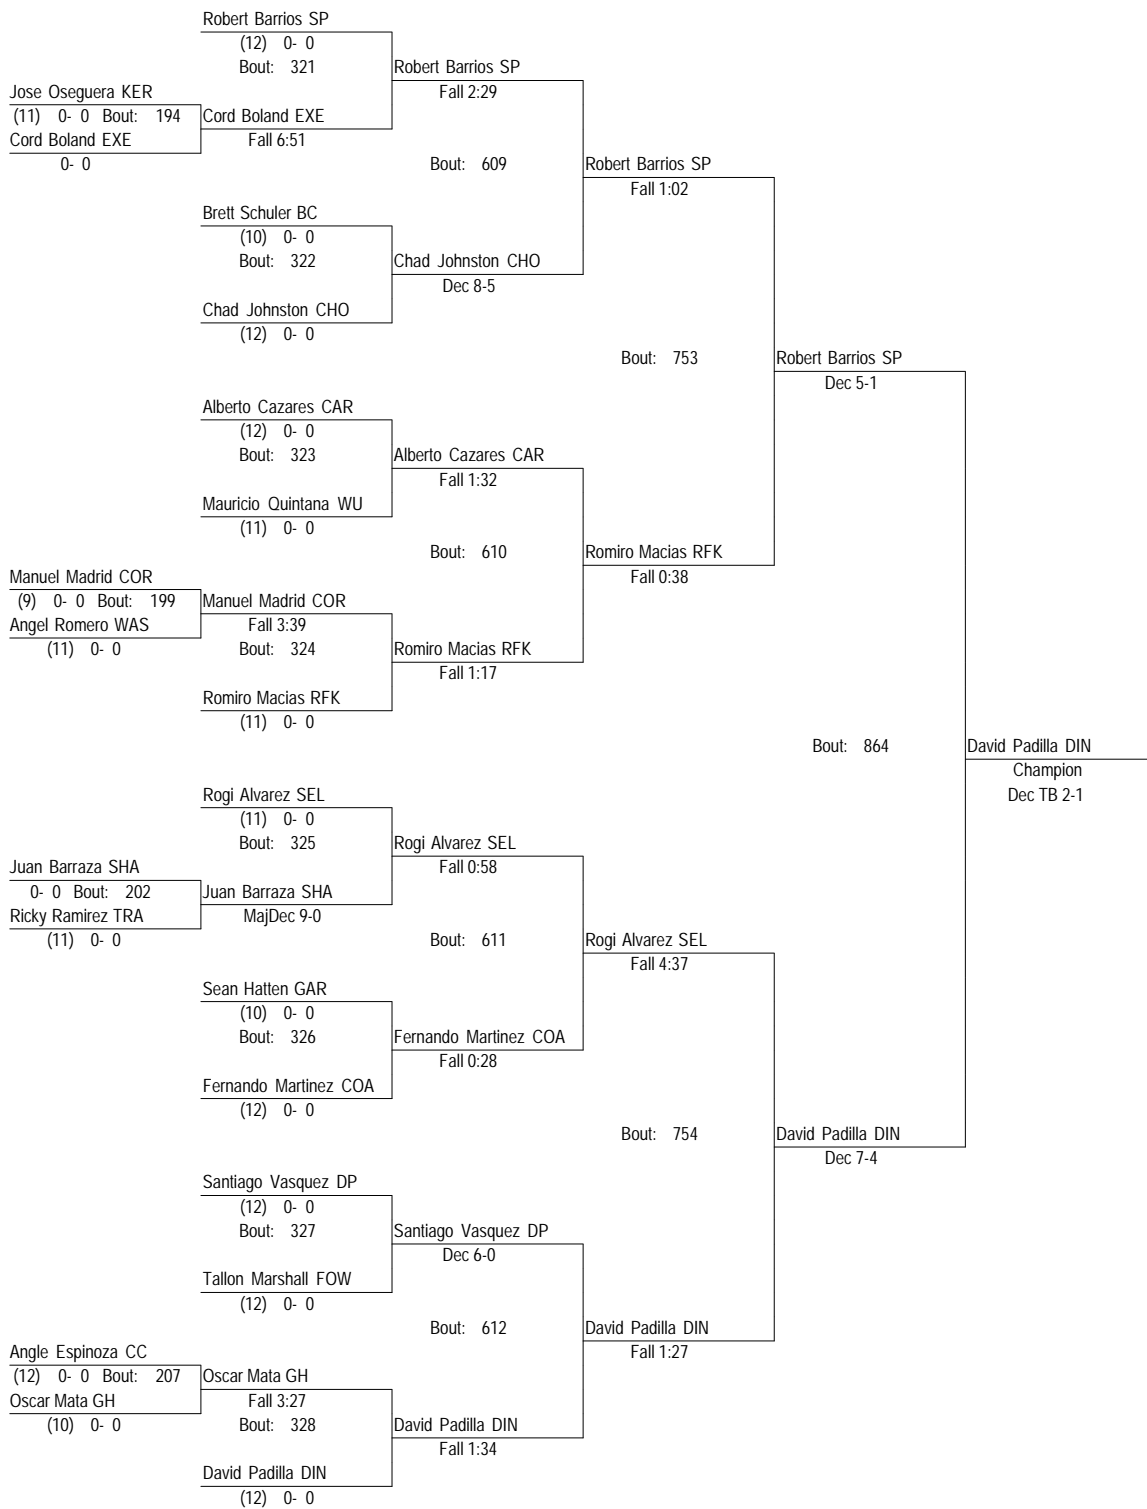 Robert Barrios SP
(12) 0- 0
Bout: 321
Robert Barrios SP
Fall 2:29
Jose Oseguera KER
(11) 0- 0 Bout: 194
Cord Boland EXE
Cord Boland EXE
Fall 6:51
0- 0
Bout: 609
Robert Barrios SP
Fall 1:02
Brett Schuler BC
(10) 0- 0
Bout: 322
Chad Johnston CHO
Dec 8-5
Chad Johnston CHO
(12) 0- 0
Bout: 753
Robert Barrios SP
Dec 5-1
Alberto Cazares CAR
(12) 0- 0
Bout: 323
Alberto Cazares CAR
Fall 1:32
Mauricio Quintana WU
(11) 0- 0
Bout: 610
Romiro Macias RFK
Fall 0:38
Manuel Madrid COR
(9) 0- 0 Bout: 199
Manuel Madrid COR
Angel Romero WAS
Fall 3:39
(11) 0- 0
Bout: 324
Romiro Macias RFK
Fall 1:17
Romiro Macias RFK
(11) 0- 0
Bout: 864
David Padilla DIN
Champion
Dec TB 2-1
Rogi Alvarez SEL
(11) 0- 0
Bout: 325
Rogi Alvarez SEL
Fall 0:58
Juan Barraza SHA
0- 0 Bout: 202
Juan Barraza SHA
Ricky Ramirez TRA
MajDec 9-0
(11) 0- 0
Bout: 611
Rogi Alvarez SEL
Fall 4:37
Sean Hatten GAR
(10) 0- 0
Bout: 326
Fernando Martinez COA
Fall 0:28
Fernando Martinez COA
(12) 0- 0
Bout: 754
David Padilla DIN
Dec 7-4
Santiago Vasquez DP
(12) 0- 0
Bout: 327
Santiago Vasquez DP
Dec 6-0
Tallon Marshall FOW
(12) 0- 0
Bout: 612
David Padilla DIN
Fall 1:27
Angle Espinoza CC
(12) 0- 0 Bout: 207
Oscar Mata GH
Oscar Mata GH
Fall 3:27
(10) 0- 0
Bout: 328
David Padilla DIN
Fall 1:34
David Padilla DIN
(12) 0- 0